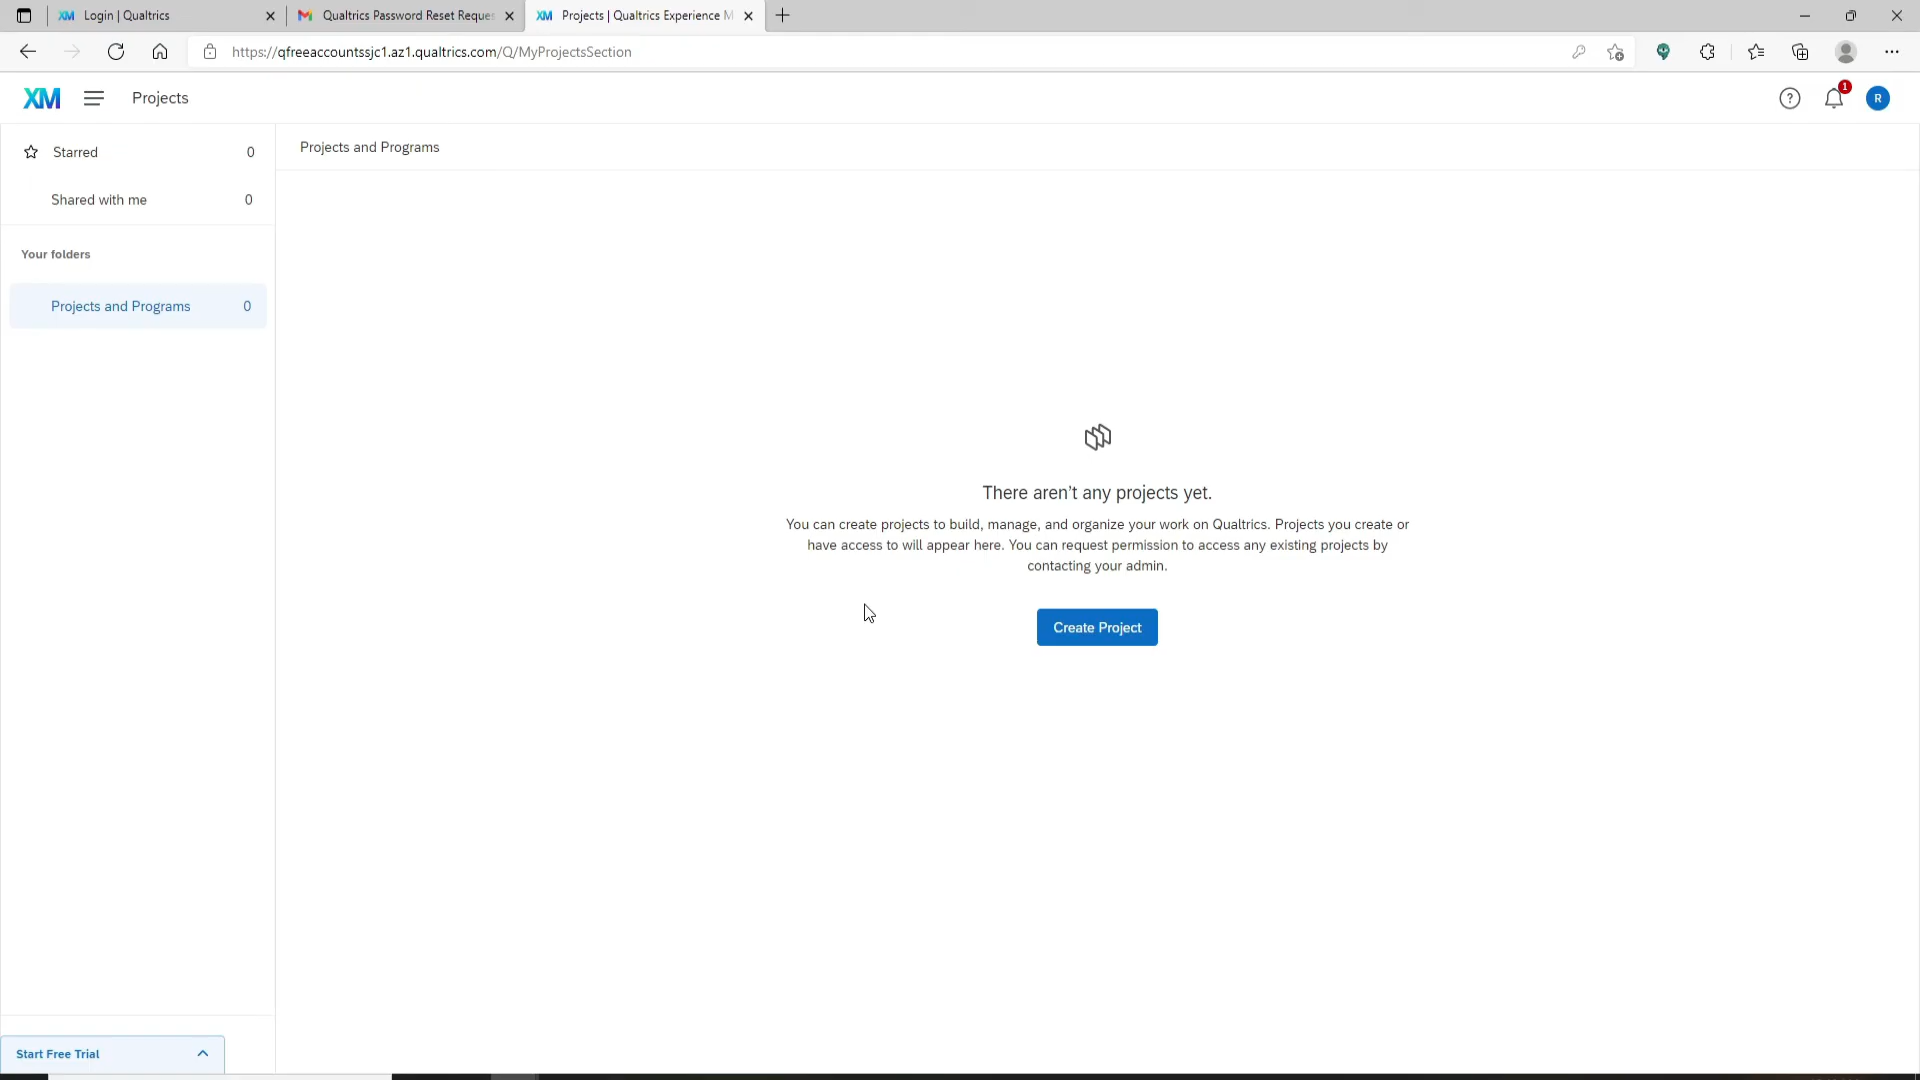 Login | Qualtrics
Qualtrics Password Reset Reques
Projects | Qualtrics Experience M
https://qfreeaccountssjc1.az1.qualtrics.com/Q/MyProjectsSection
XM
Projects
1
R
Starred 0
Shared with me 0
Your folders
Projects and Programs 0
Projects and Programs
There aren't any projects yet.
You can create projects to build, manage, and organize your work on Qualtrics. Projects you create or
have access to will appear here. You can request permission to access any existing projects by
contacting your admin.
Create Project
Start Free Trial